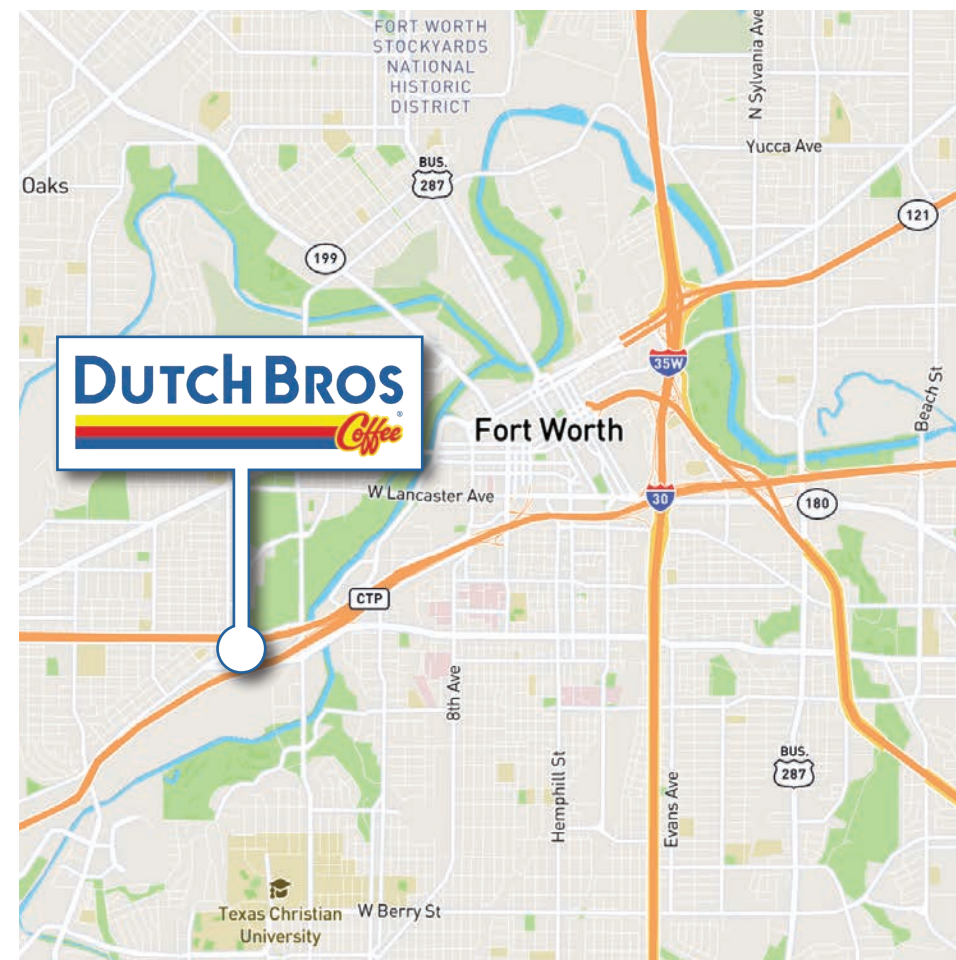 FORT WORTH
STOCKYARDS
NATIONAL
HISTORIC
DISTRICT
N Sylvania Ave
Yucca Ave
BUS.
287
Oaks
121
199
35W
DUTCH BROS
Coffee®
Beach St
Fort Worth
W Lancaster Ave
30
180
CTP
8th Ave
BUS.
287
Hemphill St
Evans Ave
Texas Christian
University
W Berry St